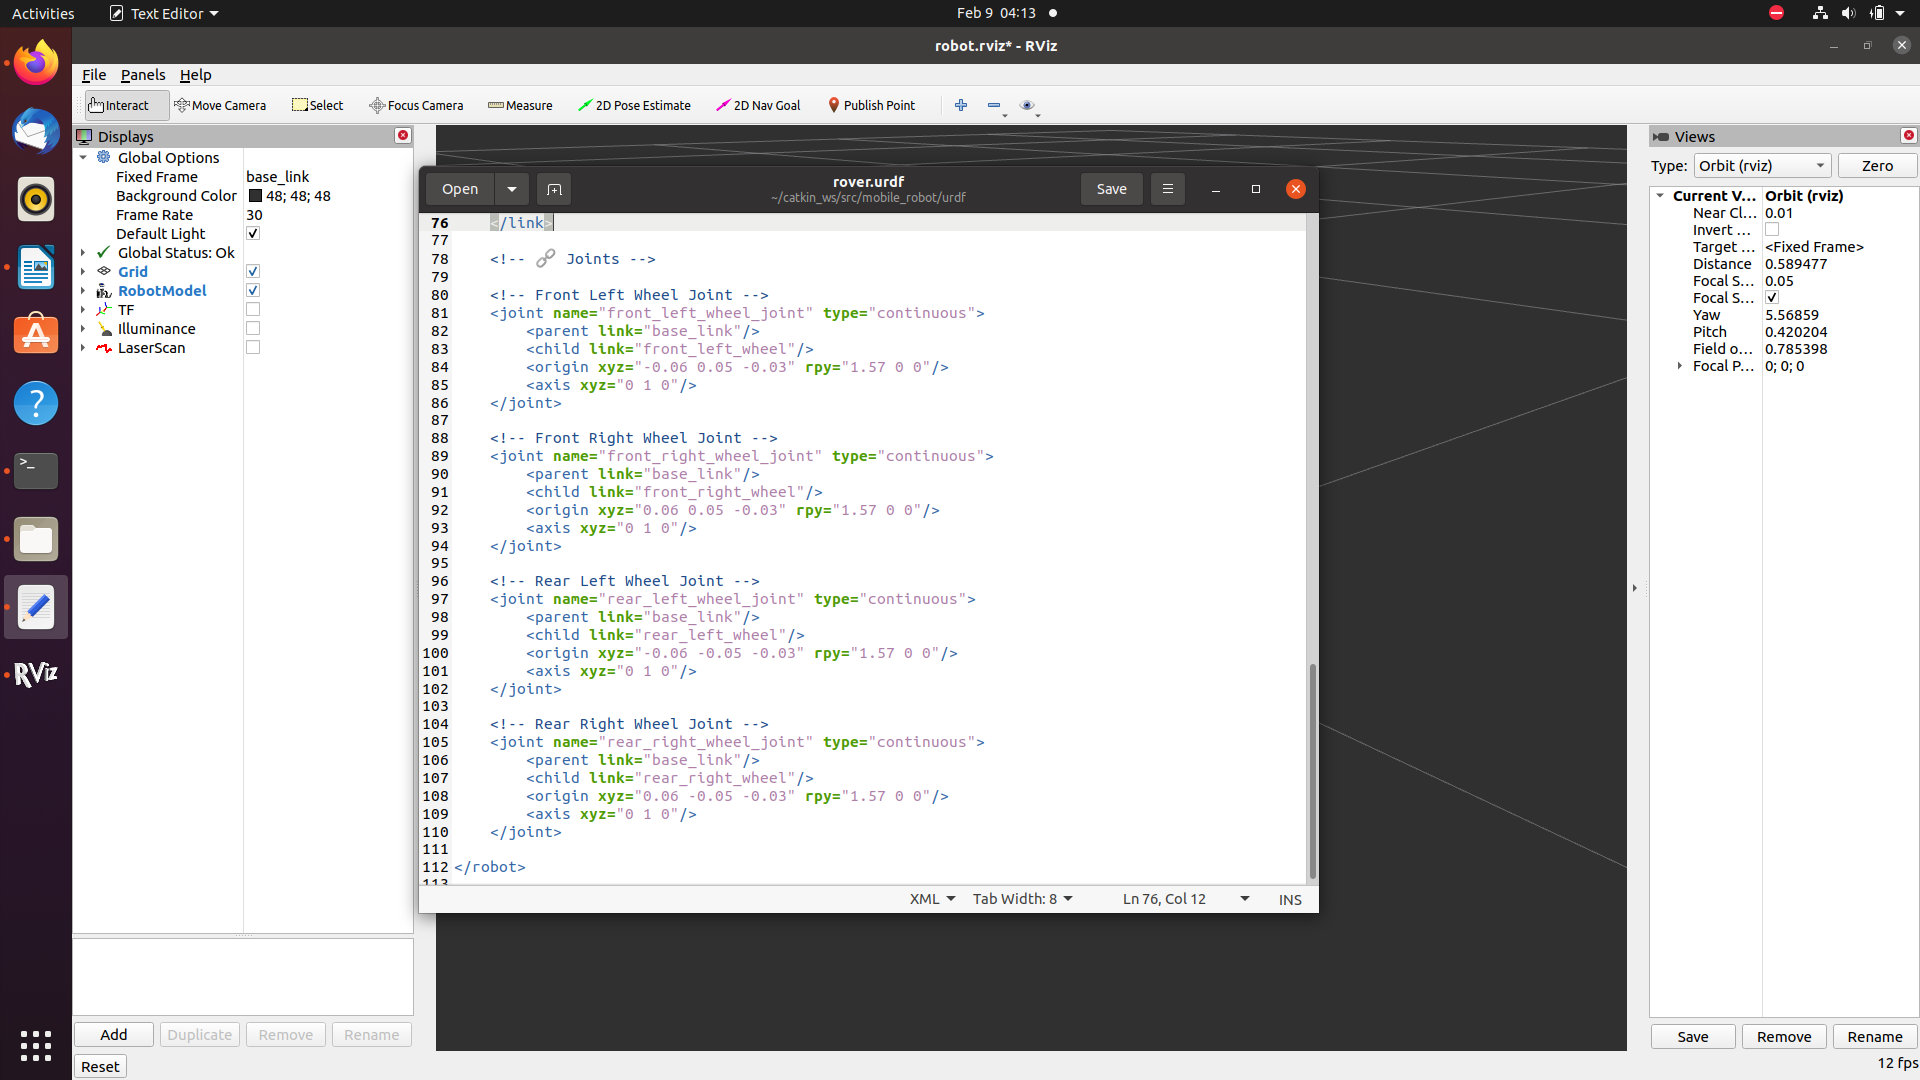 Activities
Text Editor
Feb 9 04:13
robot.rviz* - RViz
File Panels Help
Interact
Move Camera
Select
Focus Camera
Measure
2D Pose Estimate
2D Nav Goal
Publish Point
Displays
Global Options
Fixed Frame base_link
Background Color 48; 48; 48
Frame Rate 30
Default Light
Global Status: Ok
Grid
RobotModel
TF
Illuminance
LaserScan
Add
Duplicate
Remove
Rename
Reset
>_
?
RViz
Open
rover.urdf
~/catkin_ws/src/mobile_robot/urdf
Save
76 </link>
77
78 <!-- 🔗 Joints -->
79
80 <!-- Front Left Wheel Joint -->
81 <joint name="front_left_wheel_joint" type="continuous">
82 <parent link="base_link"/>
83 <child link="front_left_wheel"/>
84 <origin xyz="-0.06 0.05 -0.03" rpy="1.57 0 0"/>
85 <axis xyz="0 1 0"/>
86 </joint>
87
88 <!-- Front Right Wheel Joint -->
89 <joint name="front_right_wheel_joint" type="continuous">
90 <parent link="base_link"/>
91 <child link="front_right_wheel"/>
92 <origin xyz="0.06 0.05 -0.03" rpy="1.57 0 0"/>
93 <axis xyz="0 1 0"/>
94 </joint>
95
96 <!-- Rear Left Wheel Joint -->
97 <joint name="rear_left_wheel_joint" type="continuous">
98 <parent link="base_link"/>
99 <child link="rear_left_wheel"/>
100 <origin xyz="-0.06 -0.05 -0.03" rpy="1.57 0 0"/>
101 <axis xyz="0 1 0"/>
102 </joint>
103
104 <!-- Rear Right Wheel Joint -->
105 <joint name="rear_right_wheel_joint" type="continuous">
106 <parent link="base_link"/>
107 <child link="rear_right_wheel"/>
108 <origin xyz="0.06 -0.05 -0.03" rpy="1.57 0 0"/>
109 <axis xyz="0 1 0"/>
110 </joint>
111
112 </robot>
113
XML
Tab Width: 8
Ln 76, Col 12
INS
Views
Type: Orbit (rviz)
Zero
Current V... Orbit (rviz)
Near Cl... 0.01
Invert ...
Target ... <Fixed Frame>
Distance 0.589477
Focal S... 0.05
Focal S...
Yaw 5.56859
Pitch 0.420204
Field o... 0.785398
Focal P... 0; 0; 0
Save
Remove
Rename
12 fps